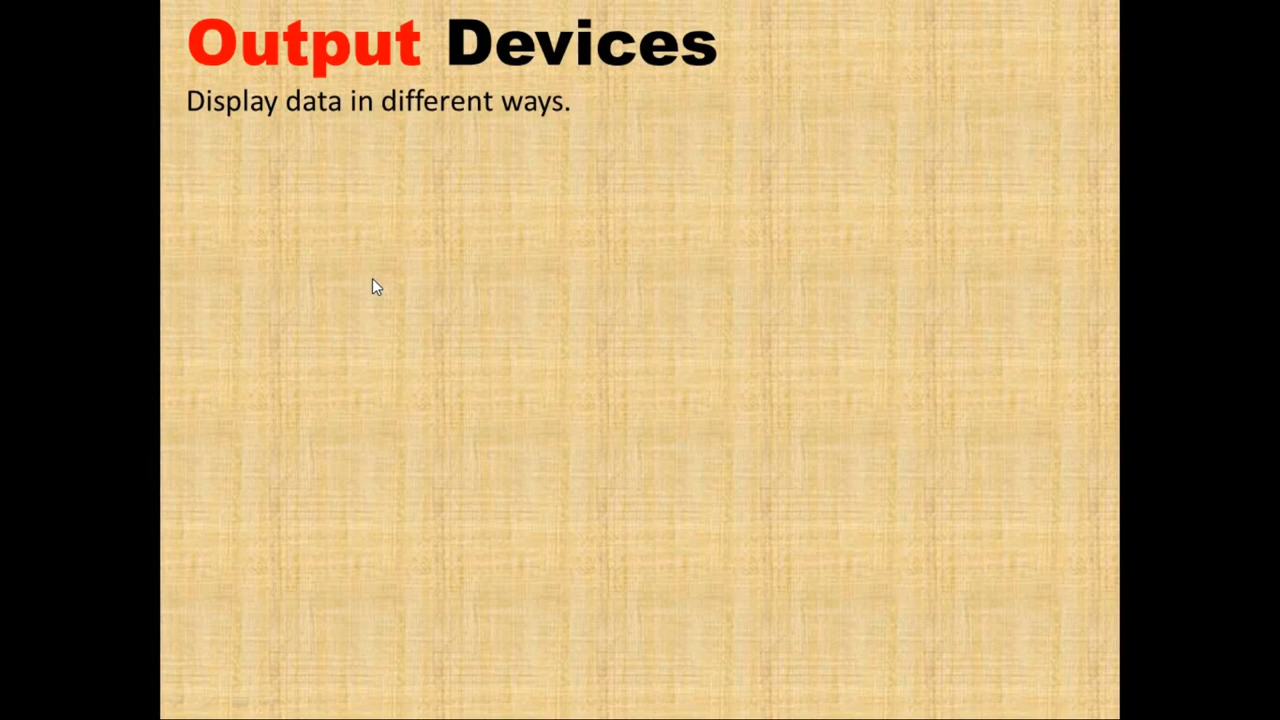 Output Devices
Display data in different ways.